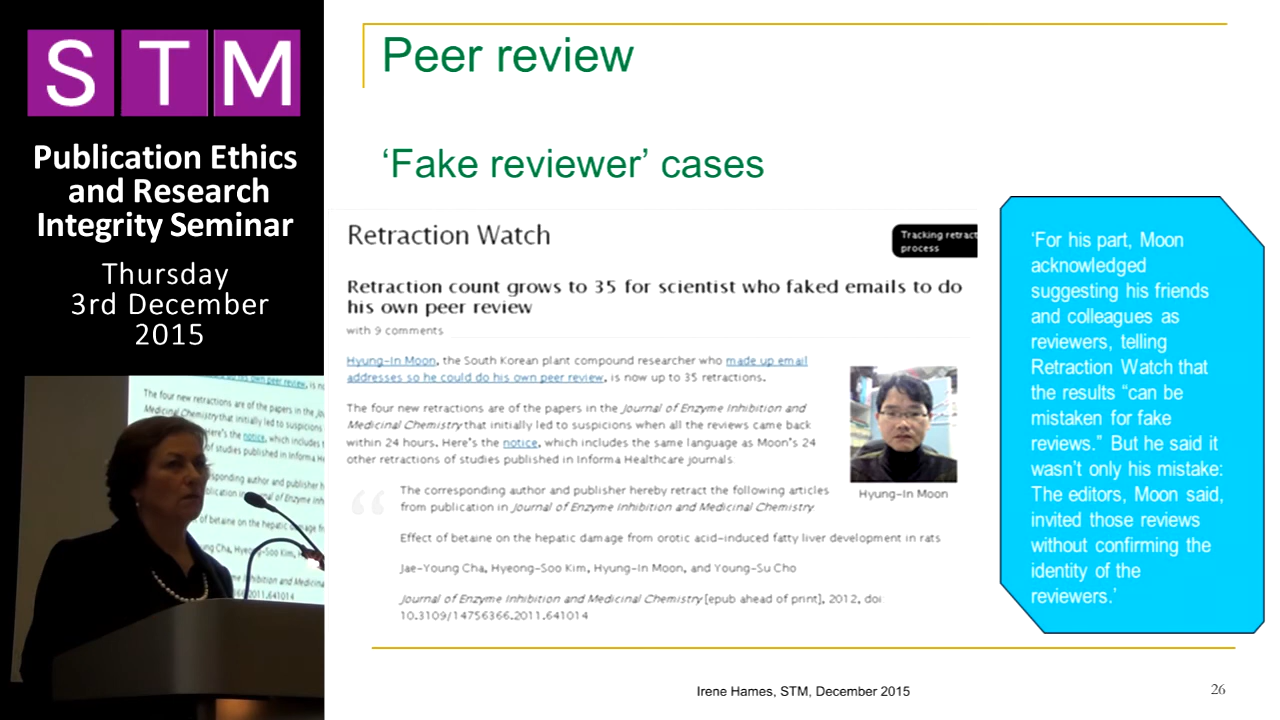 STM
Publication Ethics
and Research
Integrity Seminar
Thursday
3rd December
2015
Peer review
‘Fake reviewer’ cases
Retraction Watch
Tracking retract
process
Retraction count grows to 35 for scientist who faked emails to do
his own peer review
with 9 comments
Hyung-In Moon, the South Korean plant compound researcher who made up email
addresses so he could do his own peer review, is now up to 35 retractions.
The four new retractions are of the papers in the Journal of Enzyme Inhibition and
Medicinal Chemistry that initially led to suspicions when all the reviews came back
within 24 hours. Here's the notice, which includes the same language as Moon's 24
other retractions of studies published in Informa Healthcare journals
Hyung-In Moon
“
The corresponding author and publisher hereby retract the following articles
from publication in Journal of Enzyme Inhibition and Medicinal Chemistry
Effect of betaine on the hepatic damage from orotic acid-induced fatty liver development in rats
Jae-Young Cha, Hyeong-Soo Kim, Hyung-In Moon, and Young-Su Cho
Journal of Enzyme Inhibition and Medicinal Chemistry [epub ahead of print], 2012, doi
10.3109/14756366.2011.641014
‘For his part, Moon
acknowledged
suggesting his friends
and colleagues as
reviewers, telling
Retraction Watch that
the results “can be
mistaken for fake
reviews.” But he said it
wasn’t only his mistake:
The editors, Moon said,
invited those reviews
without confirming the
identity of the
reviewers.’
Irene Hames, STM, December 2015
26